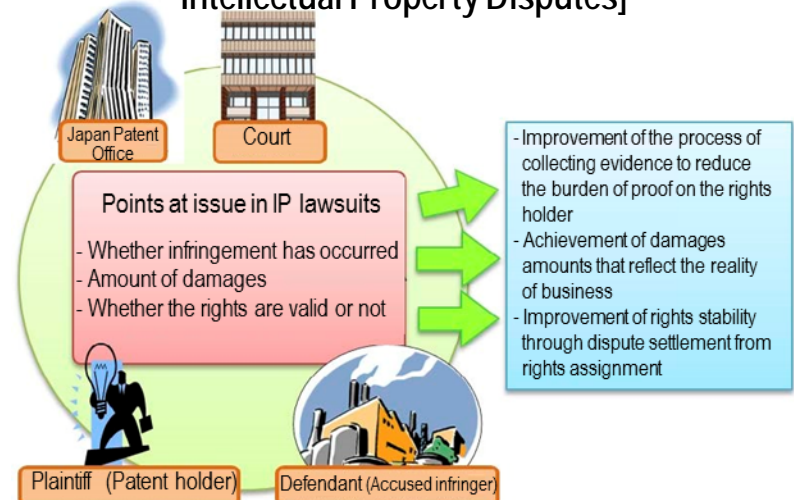 Intellectual Property Disputes]
Japan Patent
Office
Court
Points at issue in IP lawsuits
- Whether infringement has occurred
- Amount of damages
- Whether the rights are valid or not
- Improvement of the process of
collecting evidence to reduce
the burden of proof on the rights
holder
- Achievement of damages
amounts that reflect the reality
of business
- Improvement of rights stability
through dispute settlement from
rights assignment
Plaintiff (Patent holder)
Defendant (Accused infringer)